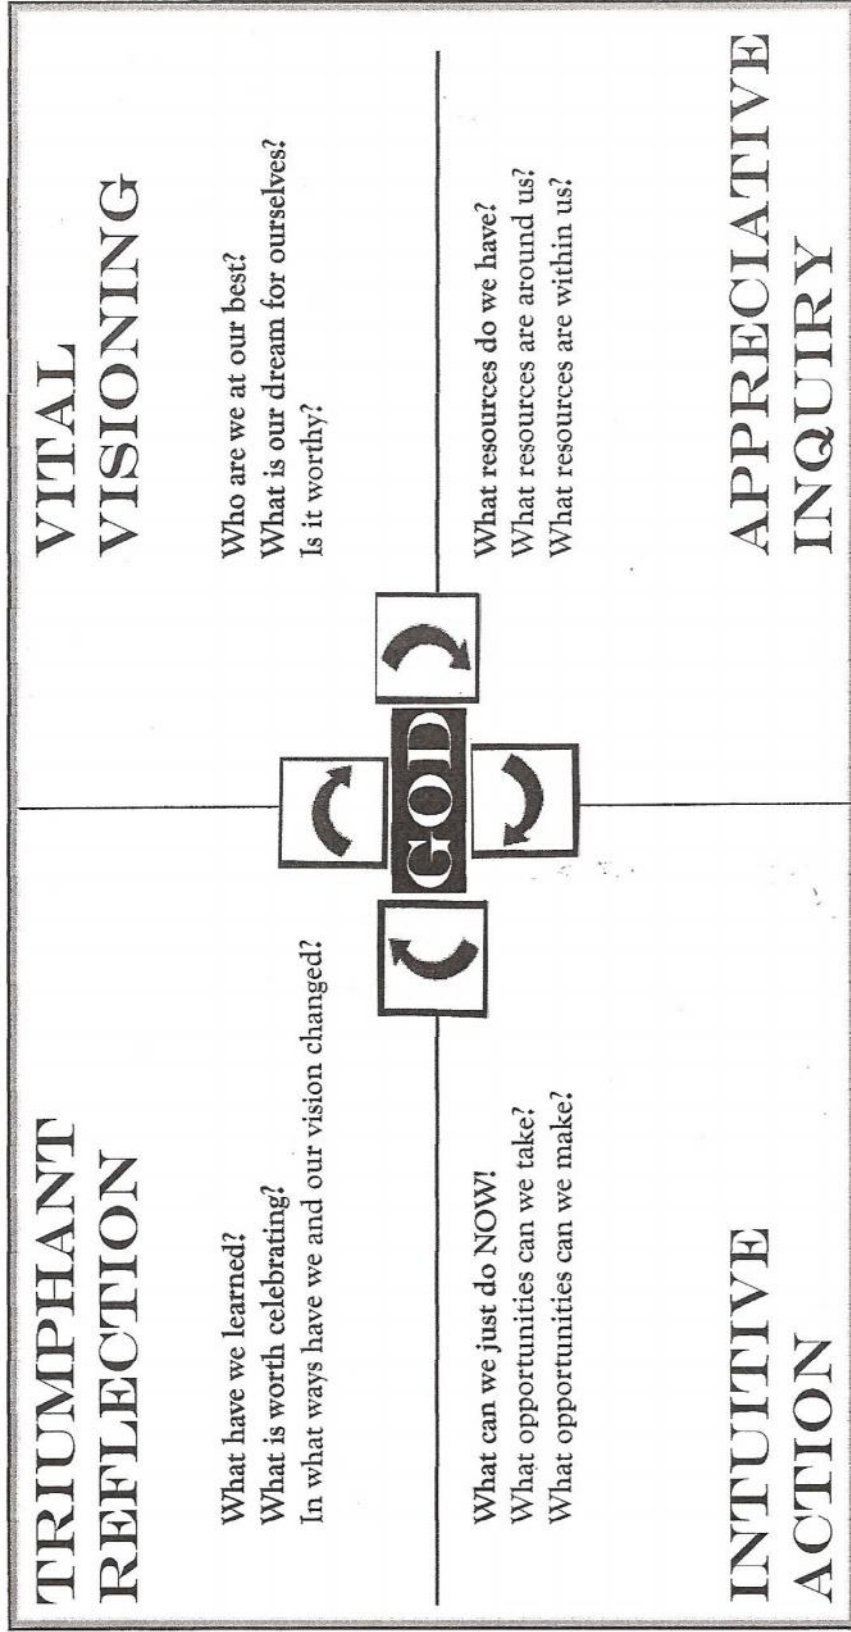 TRIUMPHANT
REFLECTION
What have we learned?
What is worth celebrating?
In what ways have we and our vision changed?
VITAL
VISIONING
Who are we at our best?
What is our dream for ourselves?
Is it worthy?
GOD
What can we just do NOW!
What opportunities can we take?
What opportunities can we make?
INTUITIVE
ACTION
What resources do we have?
What resources are around us?
What resources are within us?
APPRECIATIVE
INQUIRY